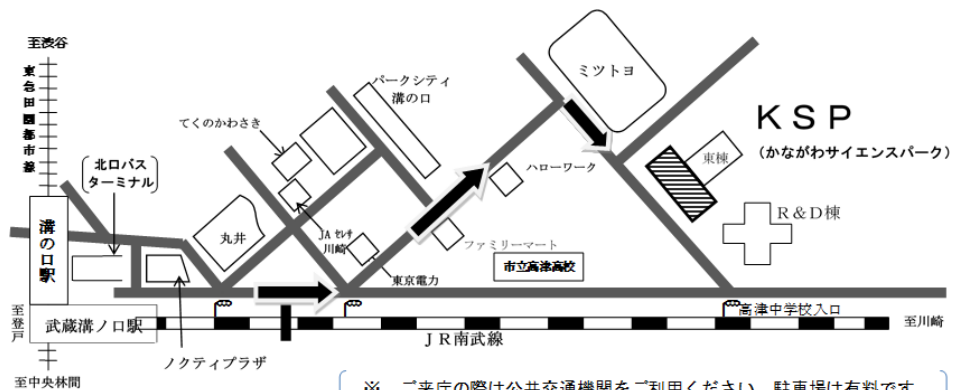 至渋谷
東急田園都市線
北口バス
ターミナル
溝の口駅
至登戸
武蔵溝ノ口駅
至中央林間
ノクティプラザ
丸井
てくのかわさき
JA セレサ
川崎
東京電力
パークシティ
溝の口
ファミリーマート
ハローワーク
市立高津高校
ミツトヨ
KSP
(かながわサイエンスパーク)
東棟
R&D棟
高津中学校入口
JR南武線
至川崎
※ ご来庁の際は公共交通機関をご利用ください。駐車場は有料です